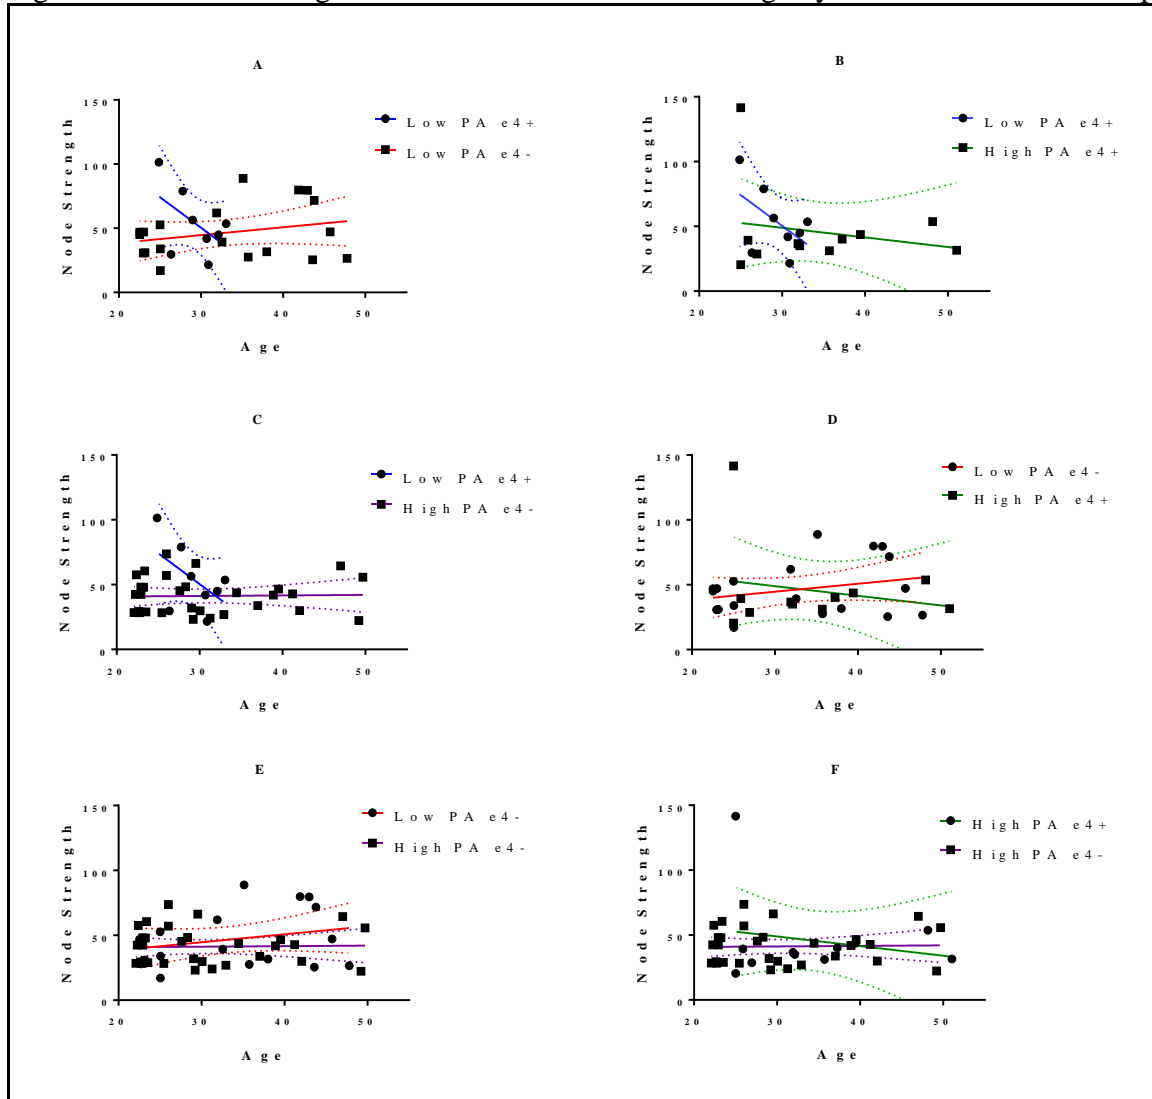 A
150
100
50
0
20 30 40 50
Node Strength
Age
Low PA e4+
Low PA e4-
B
150
100
50
0
20 30 40 50
Node Strength
Age
Low PA e4+
High PA e4+
C
150
100
50
0
20 30 40 50
Node Strength
Age
Low PA e4+
High PA e4-
D
150
100
50
0
20 30 40 50
Node Strength
Age
Low PA e4-
High PA e4+
E
150
100
50
0
20 30 40 50
Node Strength
Age
Low PA e4-
High PA e4-
F
150
100
50
0
20 30 40 50
Node Strength
Age
High PA e4+
High PA e4-